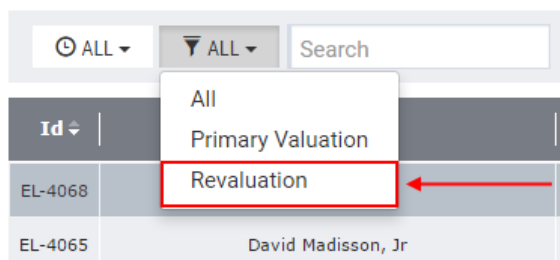 ALL ALL Search
All
Primary Valuation
Revaluation
Id
EL-4068
EL-4065 David Madisson, Jr